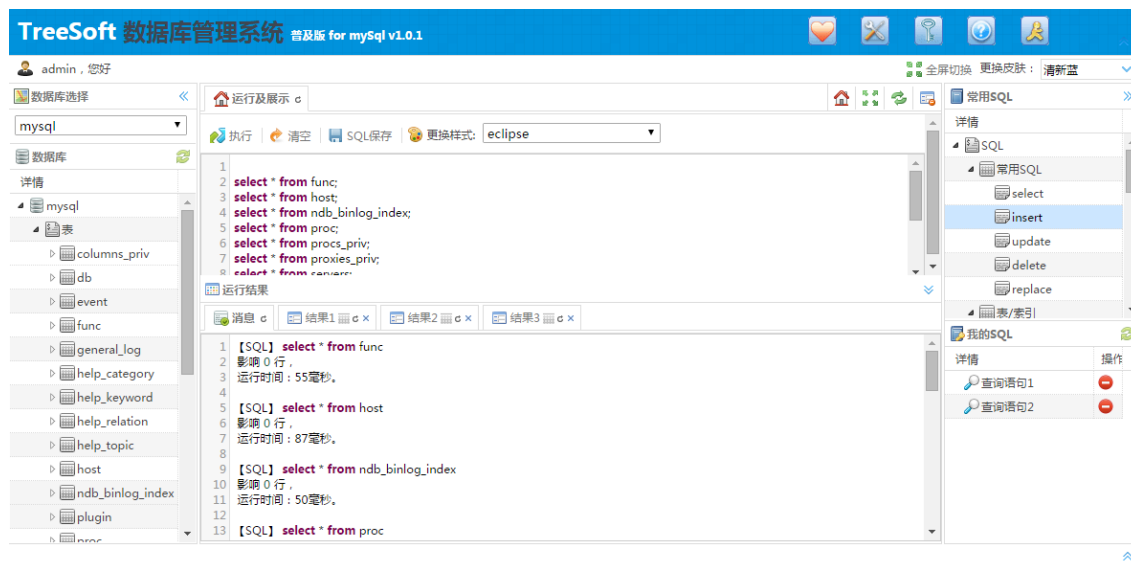 TreeSoft 数据库管理系统 普及版 for mySql v1.0.1
admin，您好
全屏切换 更换皮肤： 清新蓝
数据库选择
mysql
数据库
详情
mysql
表
columns_priv
db
event
func
general_log
help_category
help_keyword
help_relation
help_topic
host
ndb_binlog_index
plugin
proc
运行及展示
执行 清空 SQL保存 更换样式: eclipse
1
2 select * from func;
3 select * from host;
4 select * from ndb_binlog_index;
5 select * from proc;
6 select * from procs_priv;
7 select * from proxies_priv;
8 select * from servers;
运行结果
消息 结果1 结果2 结果3
1 【SQL】 select * from func
2 影响 0 行，
3 运行时间：55毫秒。
4
5 【SQL】 select * from host
6 影响 0 行，
7 运行时间：87毫秒。
8
9 【SQL】 select * from ndb_binlog_index
10 影响 0 行，
11 运行时间：50毫秒。
12
13 【SQL】 select * from proc
常用SQL
详情
SQL
常用SQL
select
insert
update
delete
replace
表/索引
我的SQL
详情 操作
查询语句1
查询语句2